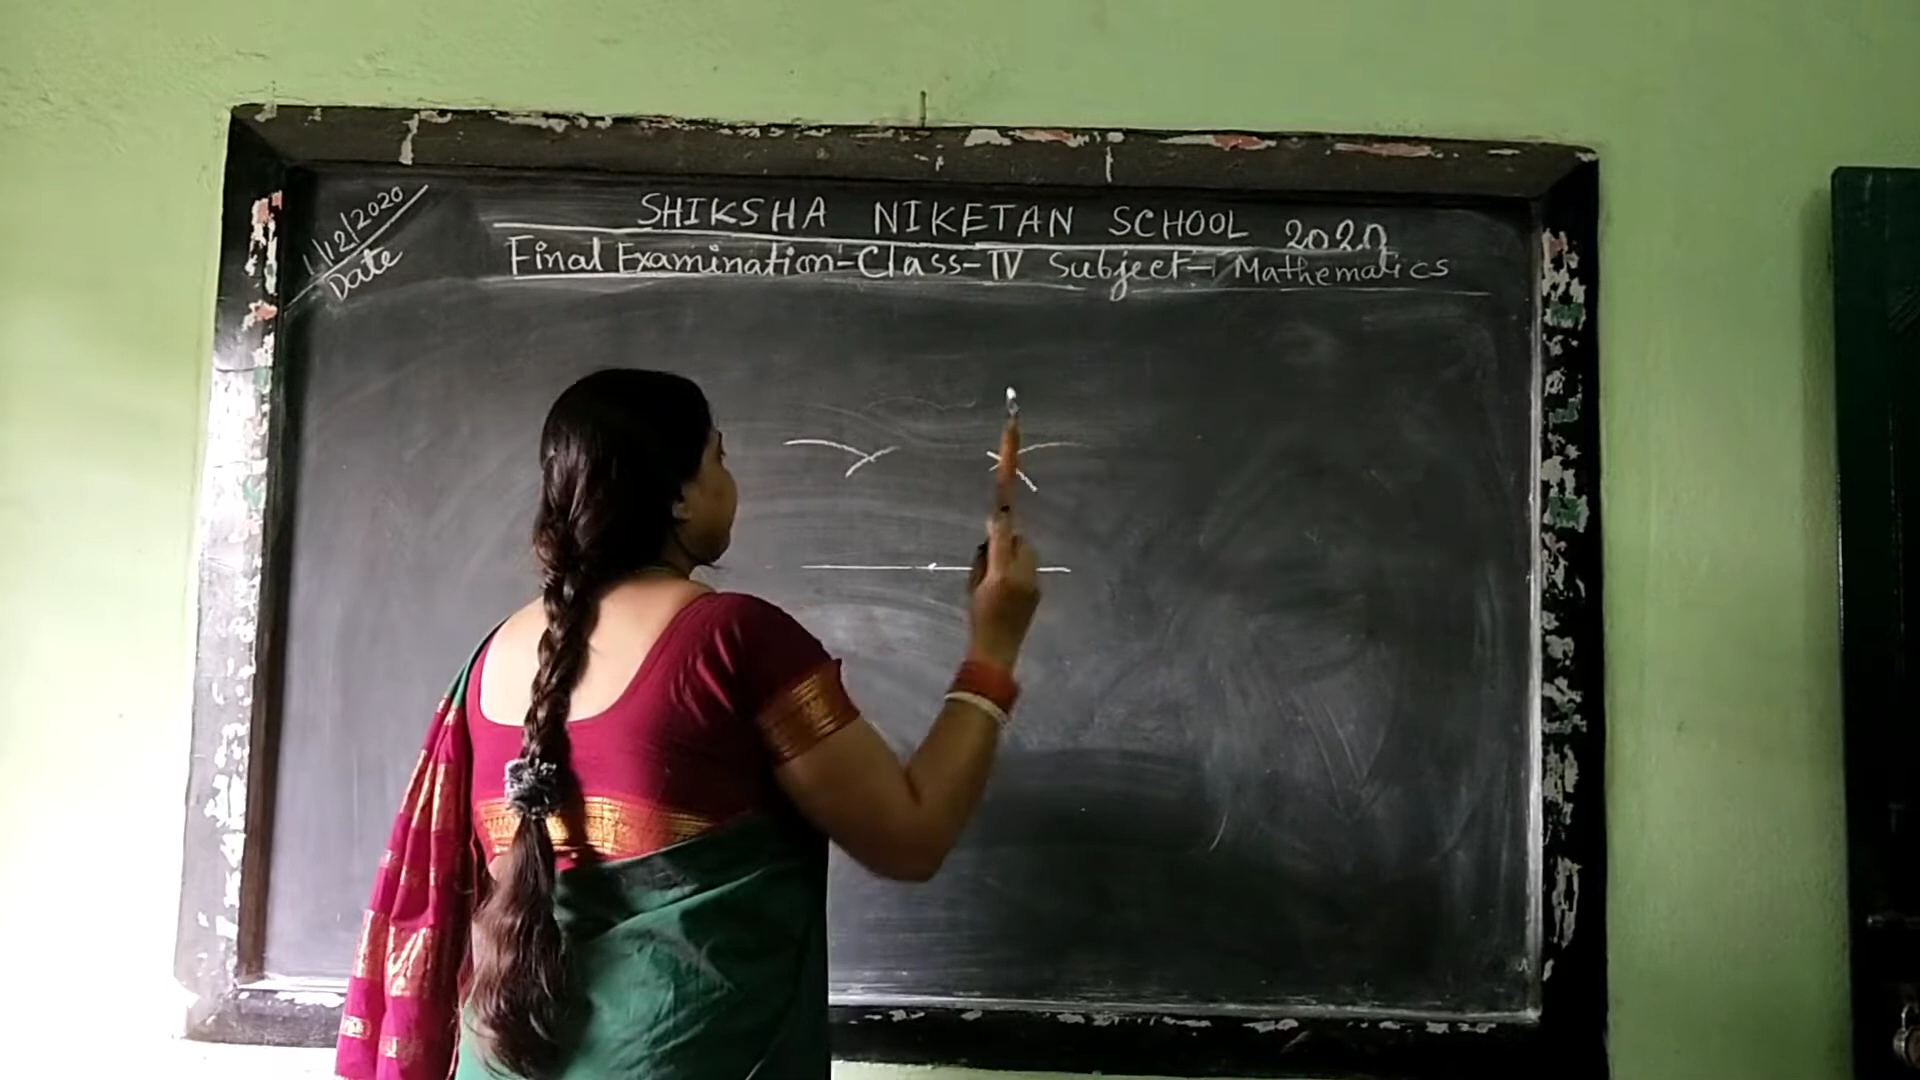 1/12/2020
Date
SHIKSHA NIKETAN SCHOOL 2020
Final Examination-Class-IV Subject- Mathematics